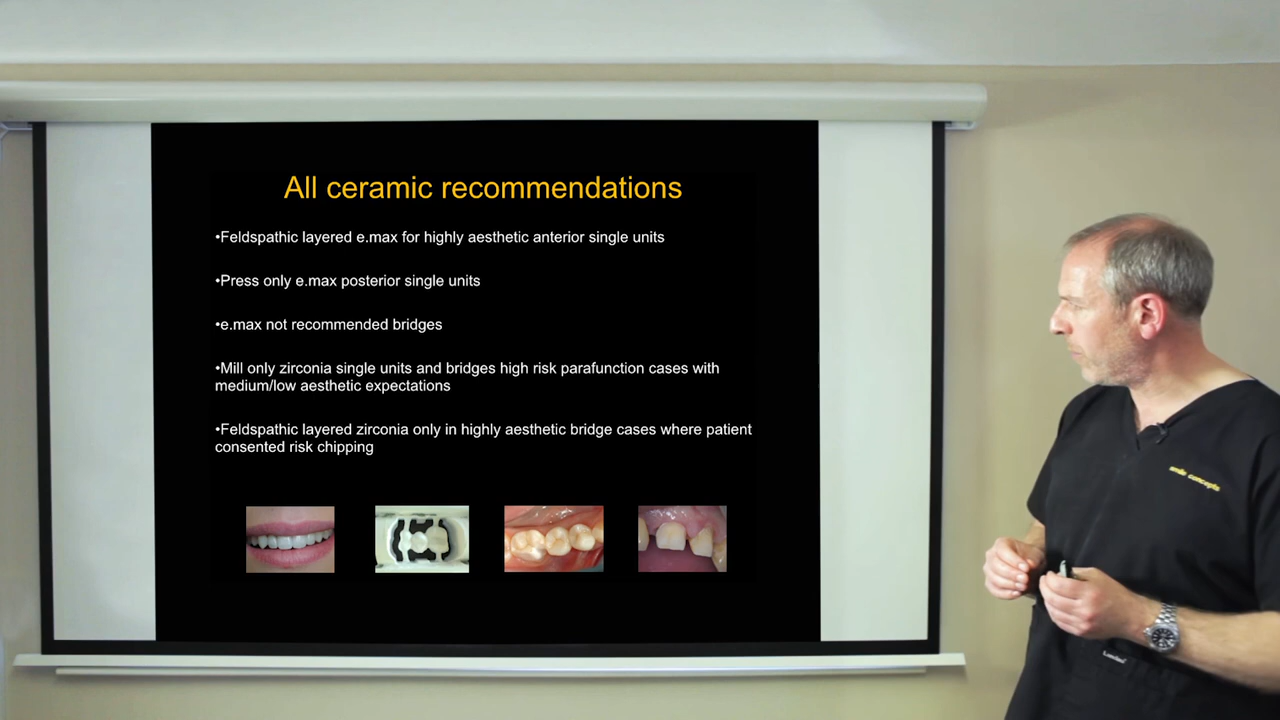 All ceramic recommendations
•Feldspathic layered e.max for highly aesthetic anterior single units
•Press only e.max posterior single units
•e.max not recommended bridges
•Mill only zirconia single units and bridges high risk parafunction cases with
medium/low aesthetic expectations
•Feldspathic layered zirconia only in highly aesthetic bridge cases where patient
consented risk chipping
smile concepts